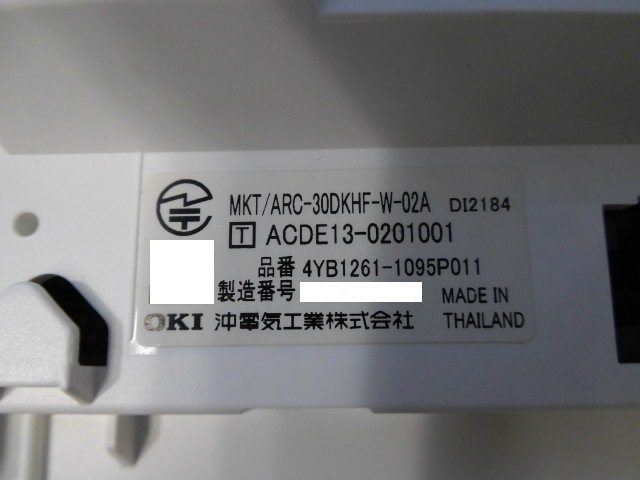 MKT/ARC-30DKHF-W-02A DI2184
T ACDE13-0201001
品番 4YB1261-1095P011
製造番号
MADE IN
OKI 沖電気工業株式会社 THAILAND